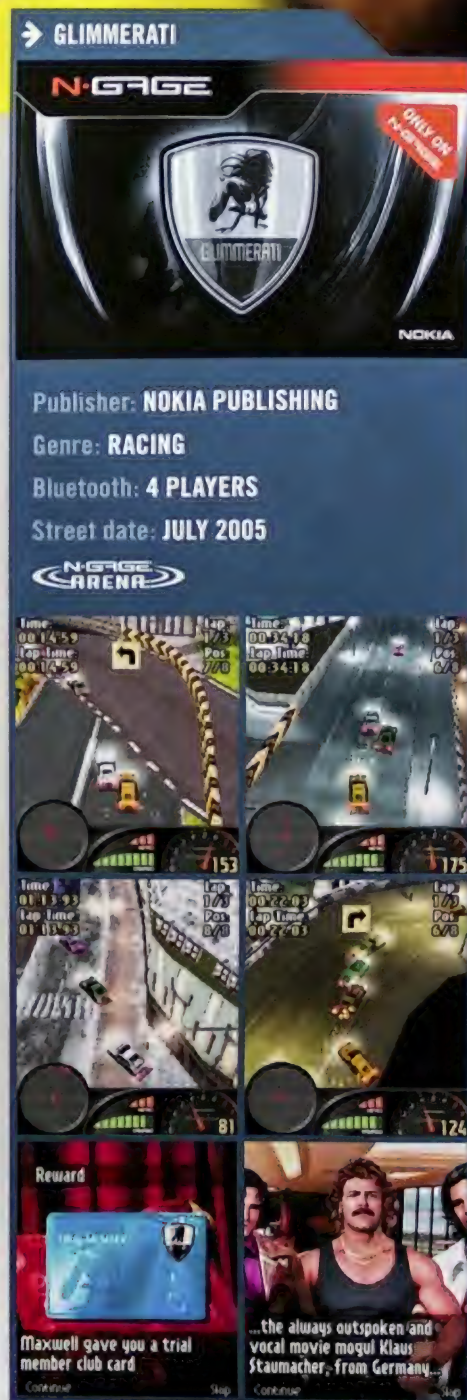 GLIMMERATI
N·GAGE
ONLY ON
N-GAGE
GLIMMERATI
NOKIA
Publisher: NOKIA PUBLISHING
Genre: RACING
Bluetooth: 4 PLAYERS
Street date: JULY 2005
N-GAGE
ARENA
Time: Lap
00:14:59 1/3
Lap Time: Pos
00:14:59 7/8
153
Time: Lap
00:34:18 1/3
Lap Time: Pos
00:34:18 6/8
175
Time: Lap
01:13:93 1/3
Lap Time: Pos
01:13:93 8/8
81
Time: Lap
00:22:03 1/3
Lap Time: Pos
00:22:03 6/8
124
Reward
Maxwell gave you a trial
member club card
Continue Skip
...the always outspoken and
vocal movie mogul Klaus
Staumacher, from Germany...
Continue Skip